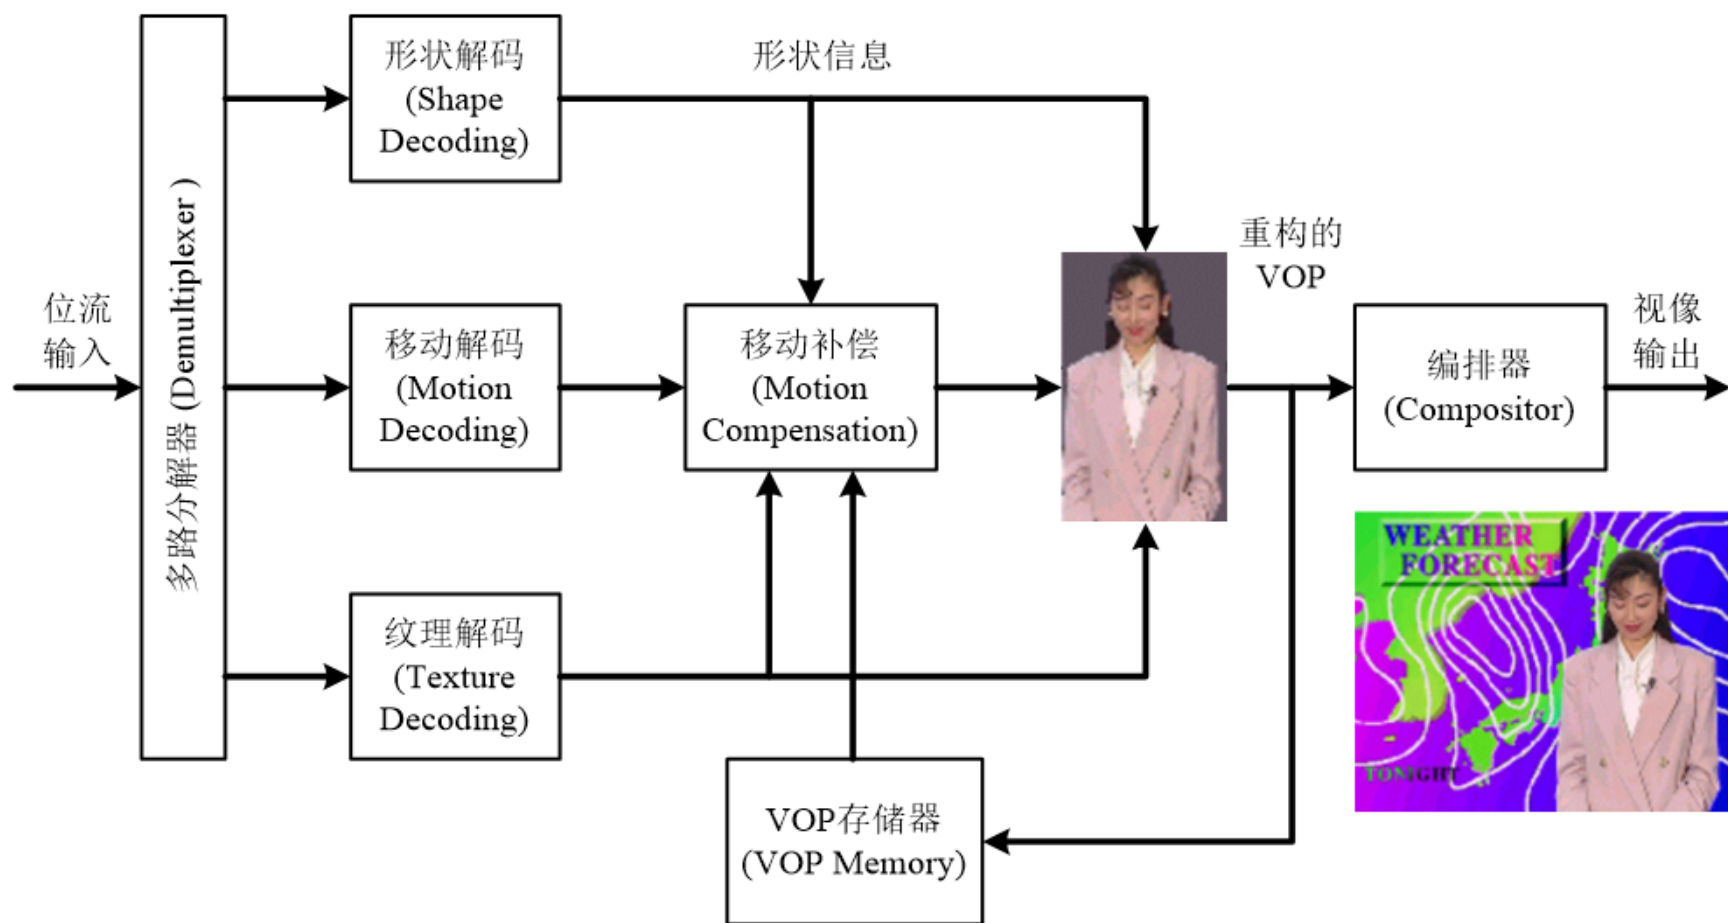 形状解码
(Shape
Decoding)
形状信息
位流
输入
多路分解器 (Demultiplexer )
移动解码
(Motion
Decoding)
移动补偿
(Motion
Compensation)
重构的
VOP
编排器
(Compositor)
视像
输出
纹理解码
(Texture
Decoding)
VOP存储器
(VOP Memory)
WEATHER
FORECAST
TONIGHT